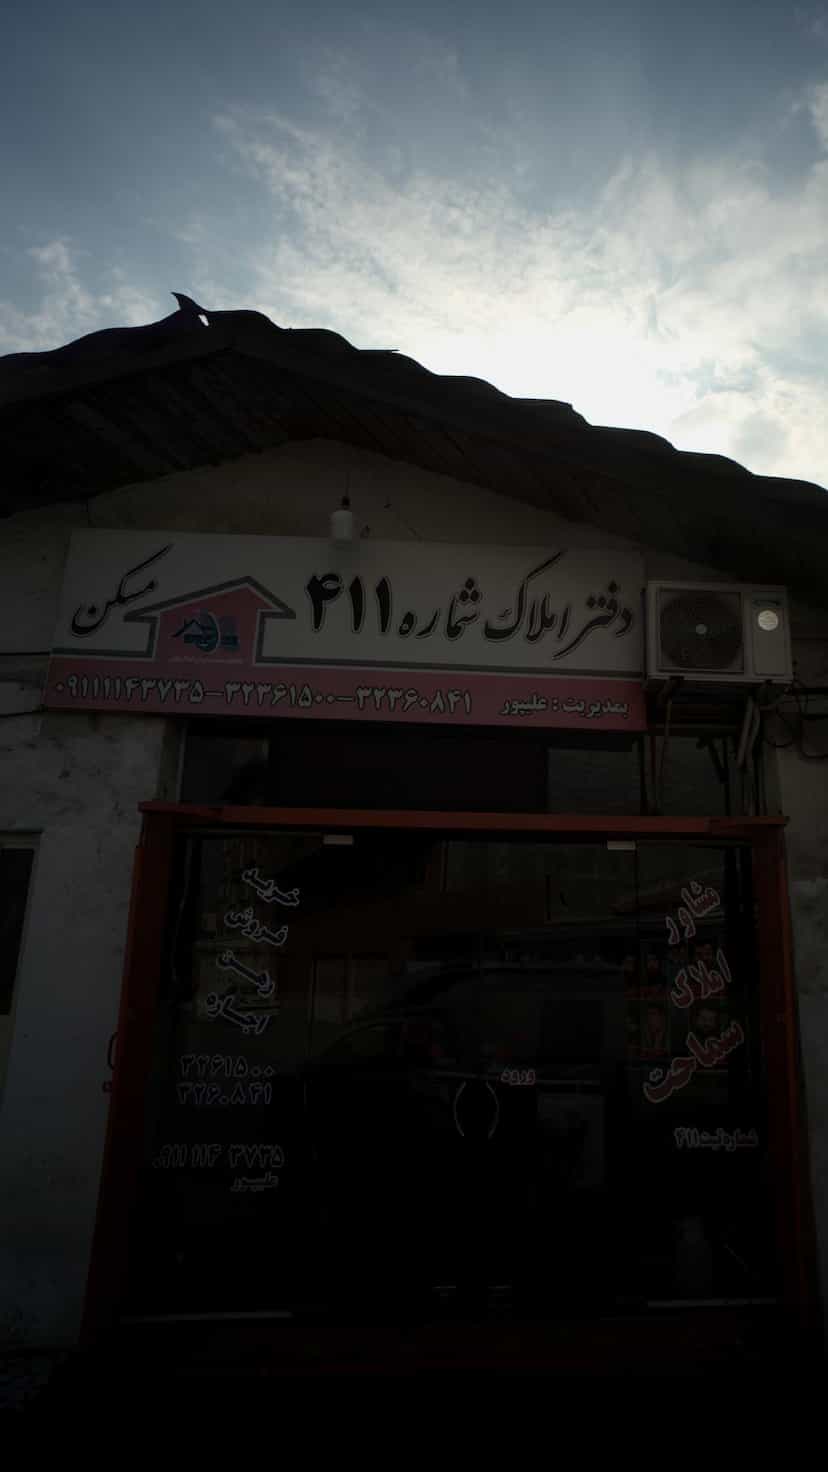 دفتر املاک شماره ۴۱۱ مسکن
بمدیریت : علیپور ۳۲۳۶۰۸۴۱-۳۲۳۶۱۵۰۰-۰۹۱۱۱۱۴۳۷۳۵
مشاور
املاک
سماحت
شماره ثبت ۴۱۱
ورود
خرید
فروش
رهن
اجاره
۳۲۶۱۵۰۰
۳۲۶۰۸۴۱
۰۹۱۱ ۱۱۴ ۳۷۳۵
علیپور